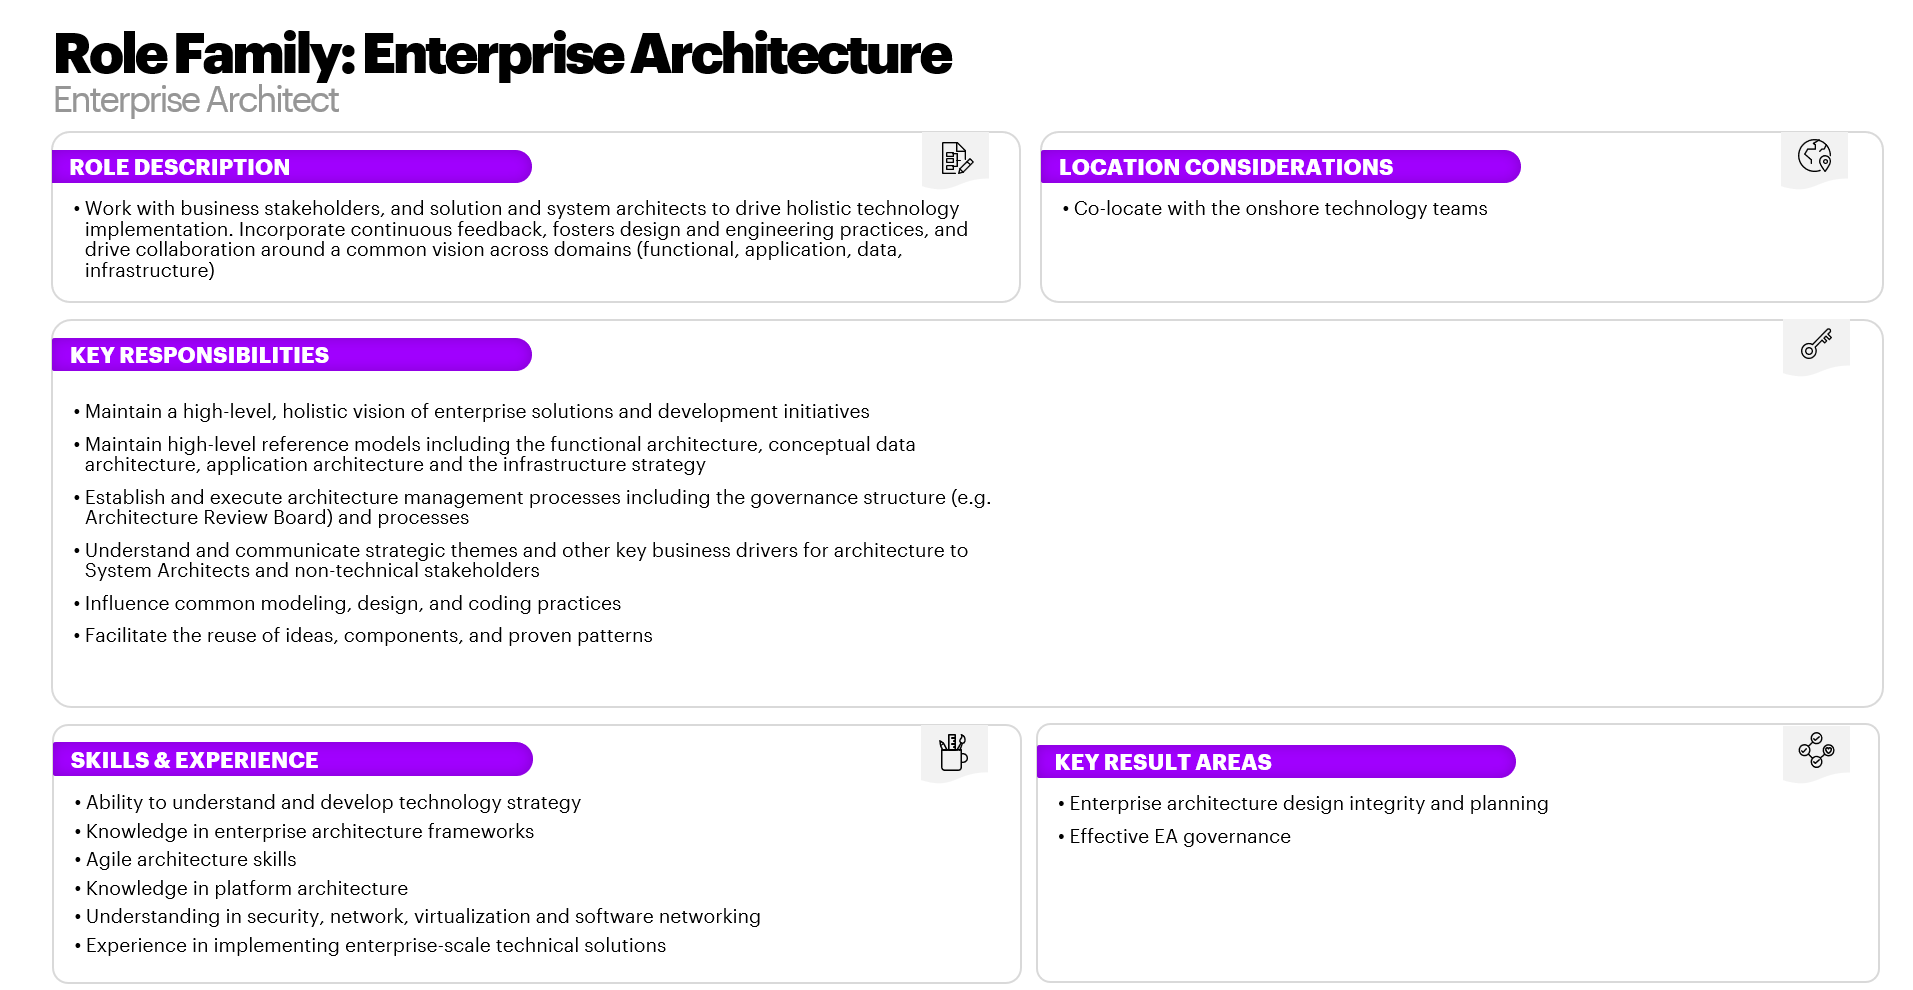 Role Family: Enterprise Architecture
Enterprise Architect
ROLE DESCRIPTION
• Work with business stakeholders, and solution and system architects to drive holistic technology
implementation. Incorporate continuous feedback, fosters design and engineering practices, and
drive collaboration around a common vision across domains (functional, application, data,
infrastructure)
LOCATION CONSIDERATIONS
• Co-locate with the onshore technology teams
KEY RESPONSIBILITIES
• Maintain a high-level, holistic vision of enterprise solutions and development initiatives
• Maintain high-level reference models including the functional architecture, conceptual data
architecture, application architecture and the infrastructure strategy
• Establish and execute architecture management processes including the governance structure (e.g.
Architecture Review Board) and processes
• Understand and communicate strategic themes and other key business drivers for architecture to
System Architects and non-technical stakeholders
• Influence common modeling, design, and coding practices
• Facilitate the reuse of ideas, components, and proven patterns
SKILLS & EXPERIENCE
• Ability to understand and develop technology strategy
• Knowledge in enterprise architecture frameworks
• Agile architecture skills
• Knowledge in platform architecture
• Understanding in security, network, virtualization and software networking
• Experience in implementing enterprise-scale technical solutions
KEY RESULT AREAS
• Enterprise architecture design integrity and planning
• Effective EA governance